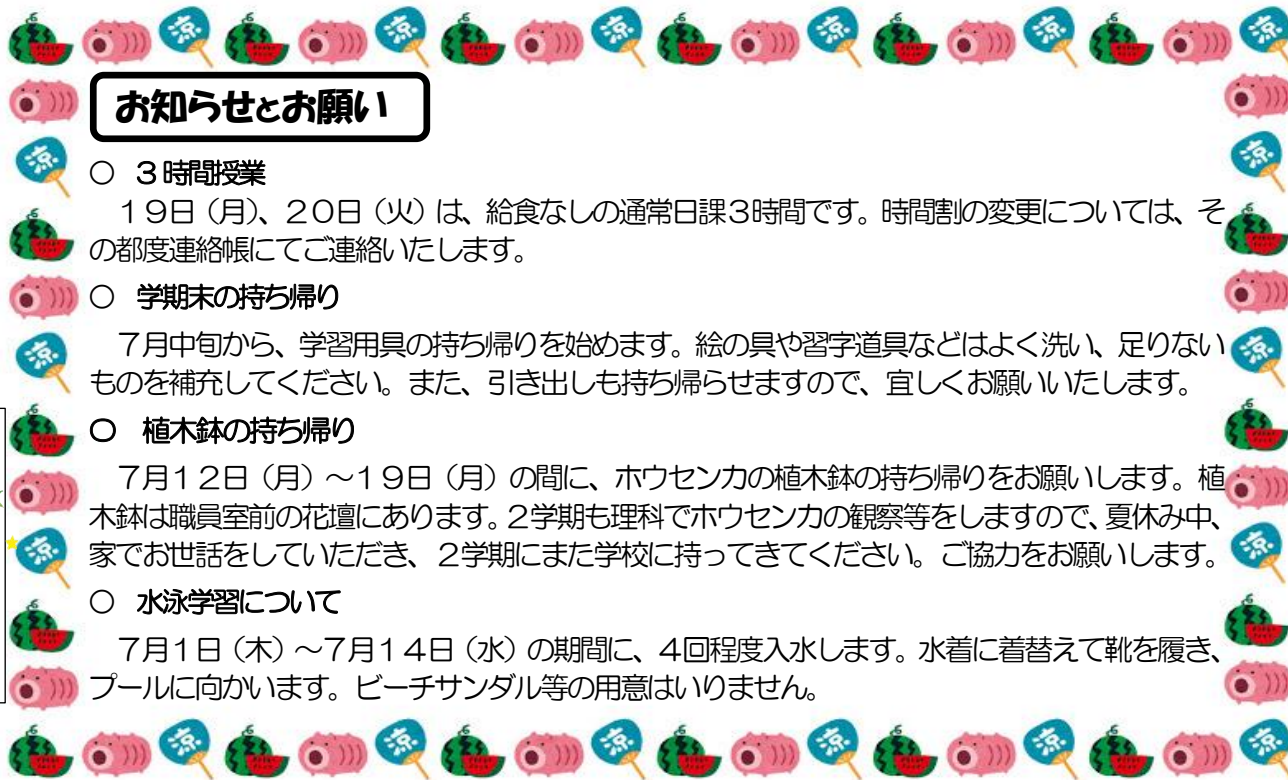 お知らせとお願い
○ 3時間授業
19日（月）、20日（火）は、給食なしの通常日課3時間です。時間割の変更については、そ
の都度連絡帳にてご連絡いたします。
○ 学期末の持ち帰り
7月中旬から、学習用具の持ち帰りを始めます。絵の具や習字道具などはよく洗い、足りない
ものを補充してください。また、引き出しも持ち帰らせますので、宜しくお願いいたします。
○ 植木鉢の持ち帰り
7月12日（月）～19日（月）の間に、ホウセンカの植木鉢の持ち帰りをお願いします。植
木鉢は職員室前の花壇にあります。2学期も理科でホウセンカの観察等をしますので、夏休み中、
家でお世話をしていただき、2学期にまた学校に持ってきてください。ご協力をお願いします。
○ 水泳学習について
7月1日（木）～7月14日（水）の期間に、4回程度入水します。水着に着替えて靴を履き、
プールに向かいます。ビーチサンダル等の用意はいりません。
涼